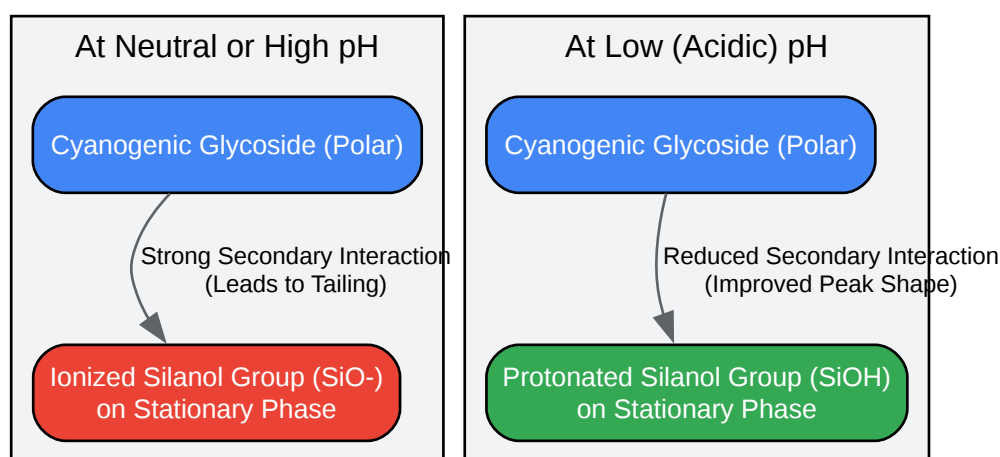 At Neutral or High pH
Cyanogenic Glycoside (Polar)
Strong Secondary Interaction
(Leads to Tailing)
Ionized Silanol Group (SiO-)
on Stationary Phase
At Low (Acidic) pH
Cyanogenic Glycoside (Polar)
Reduced Secondary Interaction
(Improved Peak Shape)
Protonated Silanol Group (SiOH)
on Stationary Phase